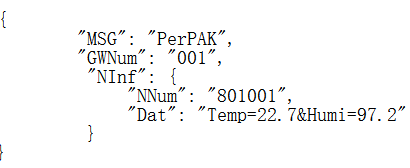 {
"MSG": "PerPAK",
"GWNum": "001",
"NInf": {
"NNum": "801001",
"Dat": "Temp=22.7&Humi=97.2"
}
}